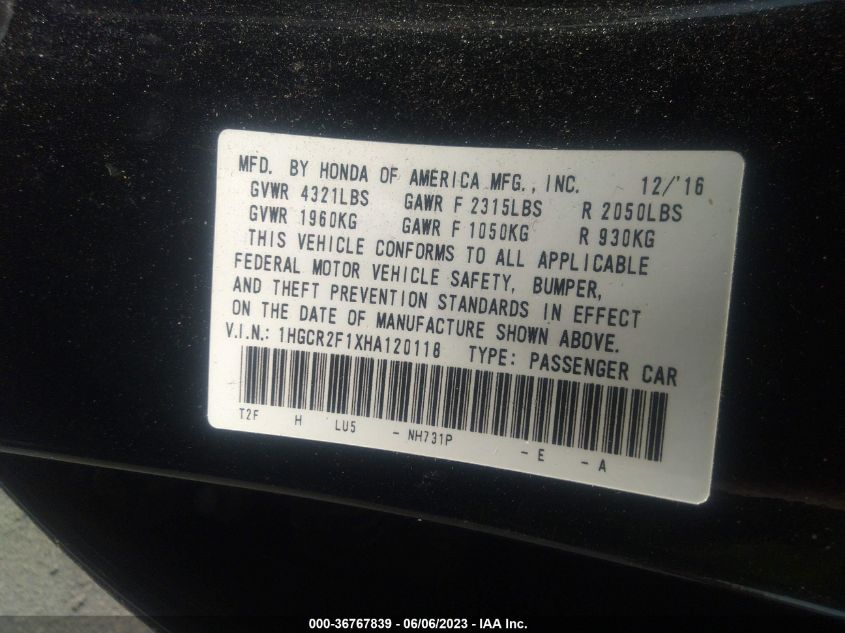 MFD. BY HONDA OF AMERICA MFG., INC. 12/'16
GVWR 4321LBS GAWR F 2315LBS R 2050LBS
GVWR 1960KG GAWR F 1050KG R 930KG
THIS VEHICLE CONFORMS TO ALL APPLICABLE
FEDERAL MOTOR VEHICLE SAFETY, BUMPER,
AND THEFT PREVENTION STANDARDS IN EFFECT
ON THE DATE OF MANUFACTURE SHOWN ABOVE.
V.I.N.: 1HGCR2F1XHA120118 TYPE: PASSENGER CAR
T2F H LU5 - NH731P - E - A
000-36767839 - 06/06/2023 - IAA Inc.